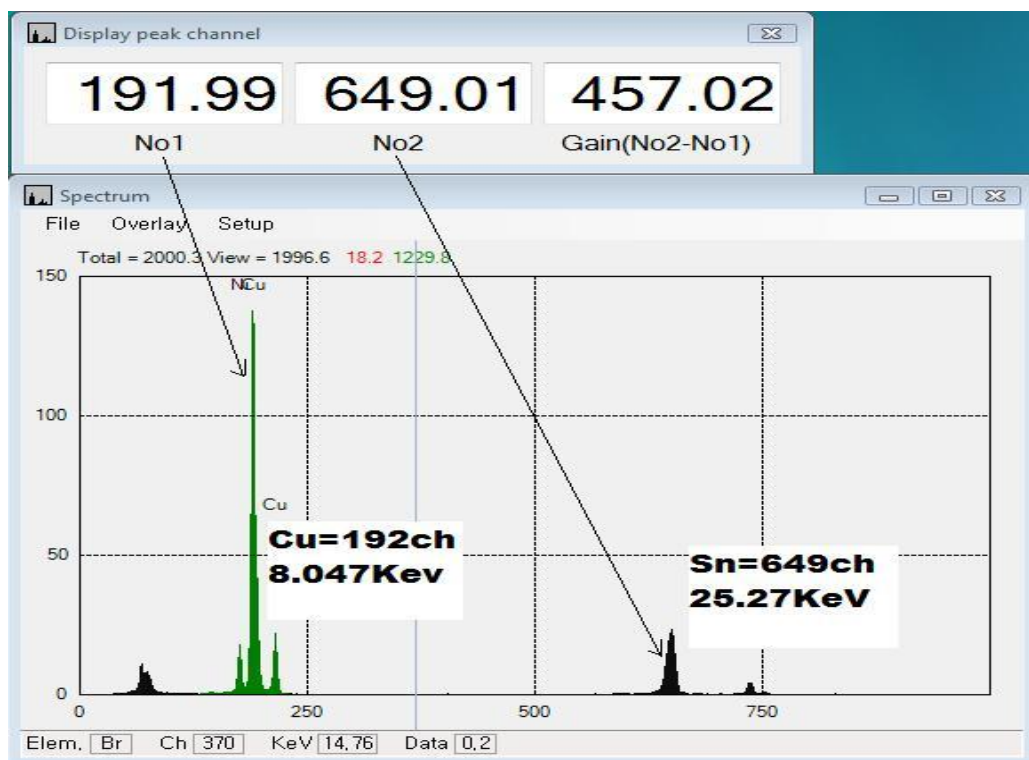 Display peak channel
191.99 649.01 457.02
No1 No2 Gain(No2-No1)
Spectrum
File Overlay Setup
Total = 2000.3 View = 1996.6 18.2 1229.8
150
Cu
100
Cu
Cu=192ch
8.047Kev
50
Sn=649ch
25.27KeV
0
0 250 500 750
Elem, Br Ch 370 KeV 14,76 Data 0,2